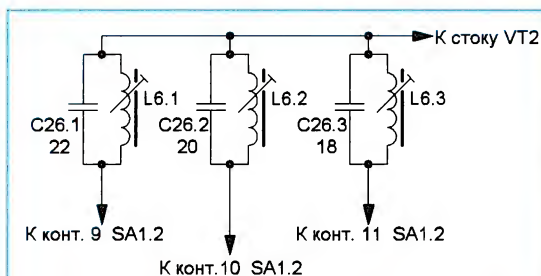 К стоку VT2
L6.1
L6.2
L6.3
C26.1
22
C26.2
20
C26.3
18
К конт. 9 SA1.2
К конт. 11 SA1.2
К конт.10 SA1.2